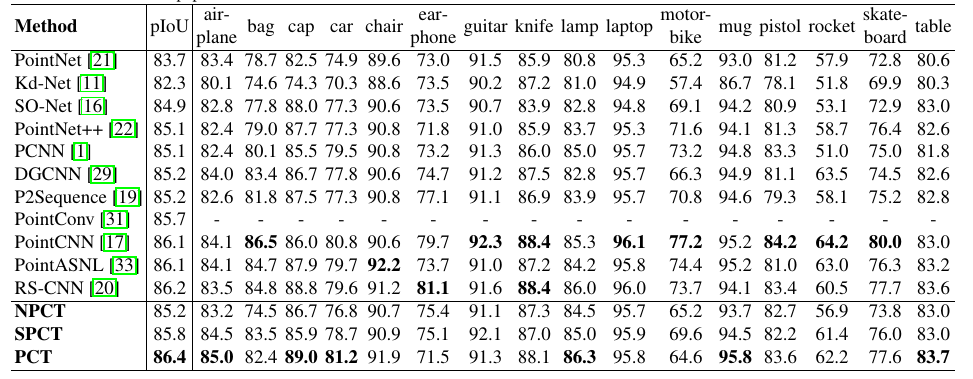 Method pIoU air-plane bag cap car chair ear-phone guitar knife lamp laptop motor-bike mug pistol rocket skate-board table
PointNet [21] 83.7 83.4 78.7 82.5 74.9 89.6 73.0 91.5 85.9 80.8 95.3 65.2 93.0 81.2 57.9 72.8 80.6
Kd-Net [11] 82.3 80.1 74.6 74.3 70.3 88.6 73.5 90.2 87.2 81.0 94.9 57.4 86.7 78.1 51.8 69.9 80.3
SO-Net [16] 84.9 82.8 77.8 88.0 77.3 90.6 73.5 90.7 83.9 82.8 94.8 69.1 94.2 80.9 53.1 72.9 83.0
PointNet++ [22] 85.1 82.4 79.0 87.7 77.3 90.8 71.8 91.0 85.9 83.7 95.3 71.6 94.1 81.3 58.7 76.4 82.6
PCNN [1] 85.1 82.4 80.1 85.5 79.5 90.8 73.2 91.3 86.0 85.0 95.7 73.2 94.8 83.3 51.0 75.0 81.8
DGCNN [29] 85.2 84.0 83.4 86.7 77.8 90.6 74.7 91.2 87.5 82.8 95.7 66.3 94.9 81.1 63.5 74.5 82.6
P2Sequence [19] 85.2 82.6 81.8 87.5 77.3 90.8 77.1 91.1 86.9 83.9 95.7 70.8 94.6 79.3 58.1 75.2 82.8
PointConv [31] 85.7 - - - - - - - - - - - - - - - -
PointCNN [17] 86.1 84.1 86.5 86.0 80.8 90.6 79.7 92.3 88.4 85.3 96.1 77.2 95.2 84.2 64.2 80.0 83.0
PointASNL [33] 86.1 84.1 84.7 87.9 79.7 92.2 73.7 91.0 87.2 84.2 95.8 74.4 95.2 81.0 63.0 76.3 83.2
RS-CNN [20] 86.2 83.5 84.8 88.8 79.6 91.2 81.1 91.6 88.4 86.0 96.0 73.7 94.1 83.4 60.5 77.7 83.6
NPCT 85.2 83.2 74.5 86.7 76.8 90.7 75.4 91.1 87.3 84.5 95.7 65.2 93.7 82.7 56.9 73.8 83.0
SPCT 85.8 84.5 83.5 85.9 78.7 90.9 75.1 92.1 87.0 85.0 95.9 69.6 94.5 82.2 61.4 76.0 83.0
PCT 86.4 85.0 82.4 89.0 81.2 91.9 71.5 91.3 88.1 86.3 95.8 64.6 95.8 83.6 62.2 77.6 83.7